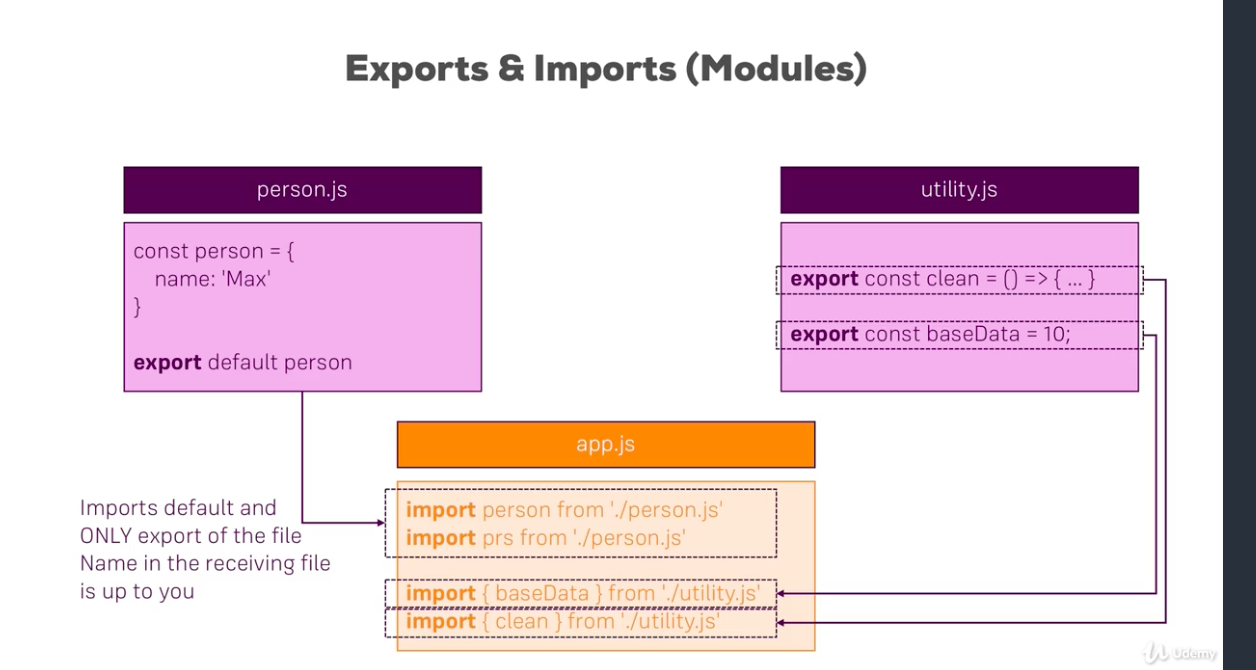 Exports & Imports (Modules)
person.js
const person = {
name: 'Max'
}
export default person
utility.js
export const clean = () => { ... }
export const baseData = 10;
app.js
import person from './person.js'
import prs from './person.js'
import { baseData } from './utility.js'
import { clean } from './utility.js'
Imports default and
ONLY export of the file
Name in the receiving file
is up to you
Udemy